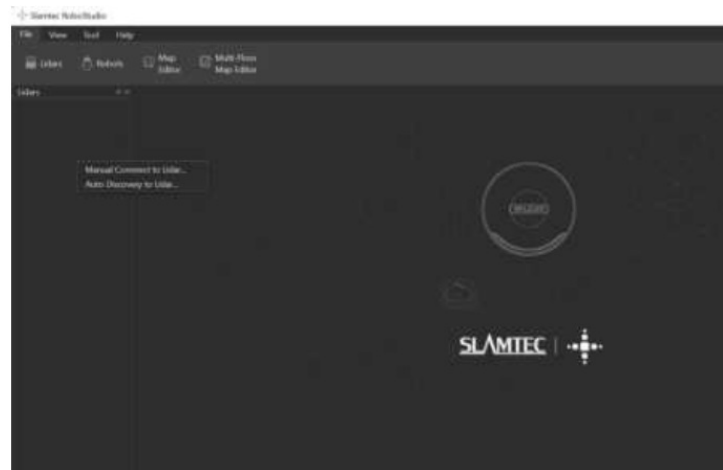 Slamtec RoboStudio
File View Tool Help
Lidars Robots Map Editor Multi-Floor Map Editor
Lidars
Manual Connect to Lidar...
Auto Discovery to Lidar...
SLAMTEC